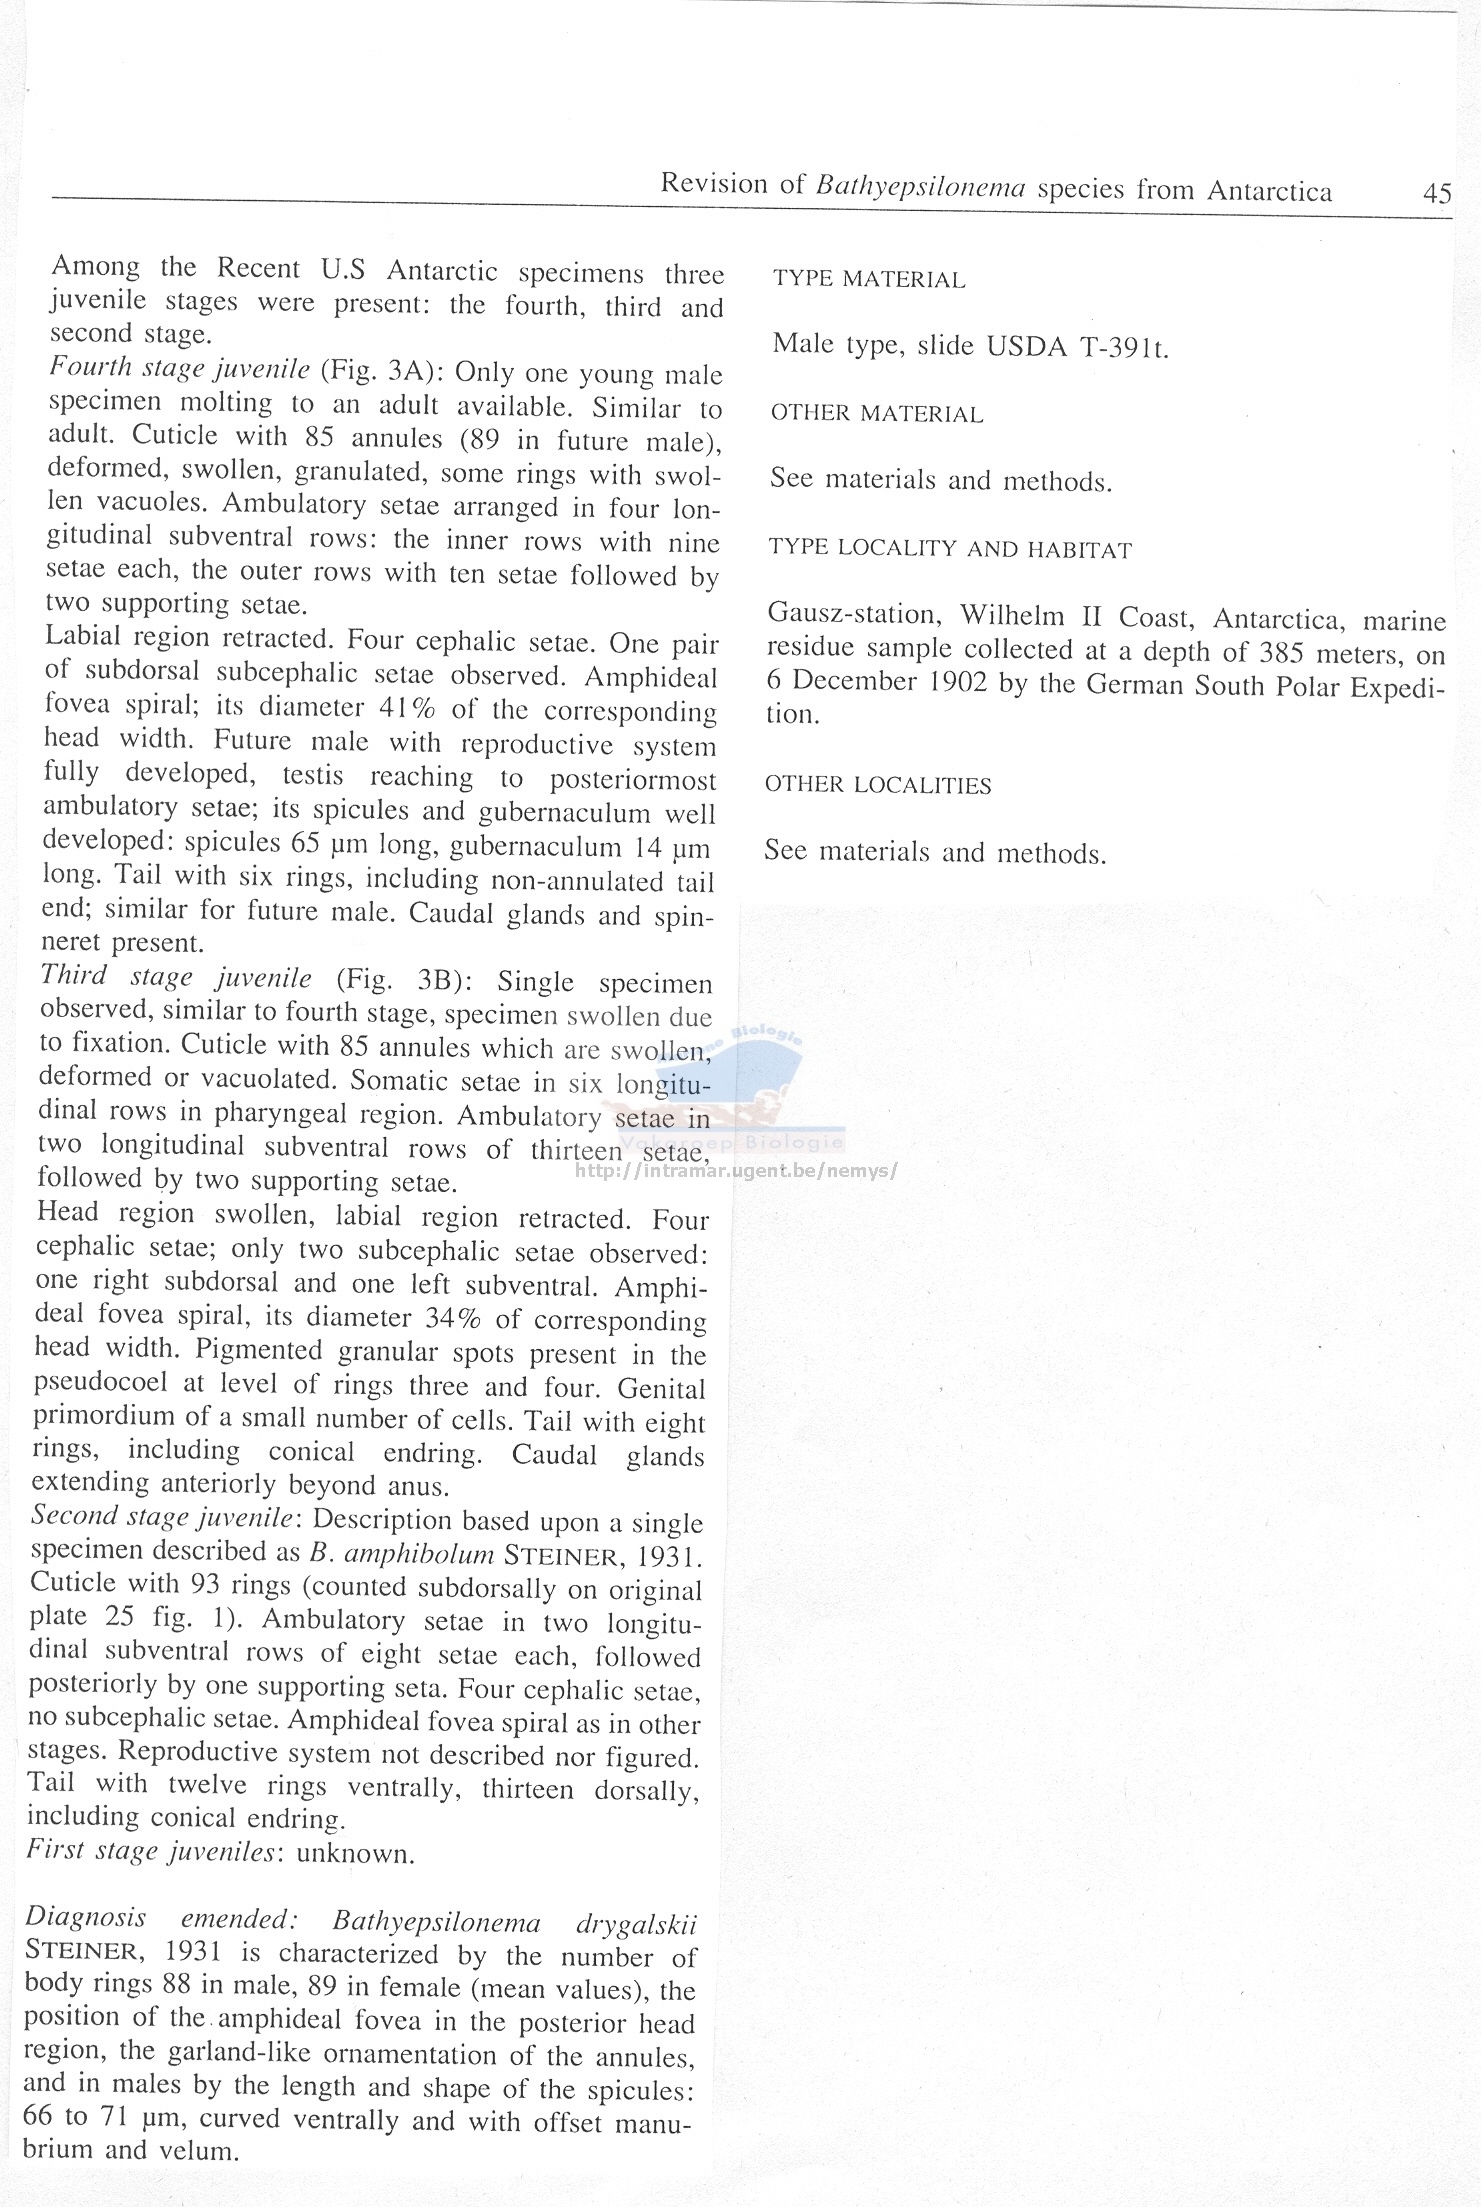 Revision of Bathyepsilonema species from Antarctica 45
Among the Recent U.S Antarctic specimens three
juvenile stages were present: the fourth, third and
second stage.
Fourth stage juvenile (Fig. 3A): Only one young male
specimen molting to an adult available. Similar to
adult. Cuticle with 85 annules (89 in future male),
deformed, swollen, granulated, some rings with swol-
len vacuoles. Ambulatory setae arranged in four lon-
gitudinal subventral rows: the inner rows with nine
setae each, the outer rows with ten setae followed by
two supporting setae.
Labial region retracted. Four cephalic setae. One pair
of subdorsal subcephalic setae observed. Amphideal
fovea spiral; its diameter 41% of the corresponding
head width. Future male with reproductive system
fully developed, testis reaching to posteriormost
ambulatory setae; its spicules and gubernaculum well
developed: spicules 65 µm long, gubernaculum 14 µm
long. Tail with six rings, including non-annulated tail
end; similar for future male. Caudal glands and spin-
neret present.
Third stage juvenile (Fig. 3B): Single specimen
observed, similar to fourth stage, specimen swollen due
to fixation. Cuticle with 85 annules which are swollen,
deformed or vacuolated. Somatic setae in six longitu-
dinal rows in pharyngeal region. Ambulatory setae in
two longitudinal subventral rows of thirteen setae,
followed by two supporting setae.
Head region swollen, labial region retracted. Four
cephalic setae; only two subcephalic setae observed:
one right subdorsal and one left subventral. Amphi-
deal fovea spiral, its diameter 34% of corresponding
head width. Pigmented granular spots present in the
pseudocoel at level of rings three and four. Genital
primordium of a small number of cells. Tail with eight
rings, including conical endring. Caudal glands
extending anteriorly beyond anus.
Second stage juvenile: Description based upon a single
specimen described as B. amphibolum STEINER, 1931.
Cuticle with 93 rings (counted subdorsally on original
plate 25 fig. 1). Ambulatory setae in two longitu-
dinal subventral rows of eight setae each, followed
posteriorly by one supporting seta. Four cephalic setae,
no subcephalic setae. Amphideal fovea spiral as in other
stages. Reproductive system not described nor figured.
Tail with twelve rings ventrally, thirteen dorsally,
including conical endring.
First stage juveniles: unknown.
Diagnosis emended: Bathyepsilonema drygalskii
STEINER, 1931 is characterized by the number of
body rings 88 in male, 89 in female (mean values), the
position of the amphideal fovea in the posterior head
region, the garland-like ornamentation of the annules,
and in males by the length and shape of the spicules:
66 to 71 µm, curved ventrally and with offset manu-
brium and velum.
TYPE MATERIAL
Male type, slide USDA T-391t.
OTHER MATERIAL
See materials and methods.
TYPE LOCALITY AND HABITAT
Gausz-station, Wilhelm II Coast, Antarctica, marine
residue sample collected at a depth of 385 meters, on
6 December 1902 by the German South Polar Expedi-
tion.
OTHER LOCALITIES
See materials and methods.
Biologie
Vakgroep Biologie
http://intramar.ugent.be/nemys/